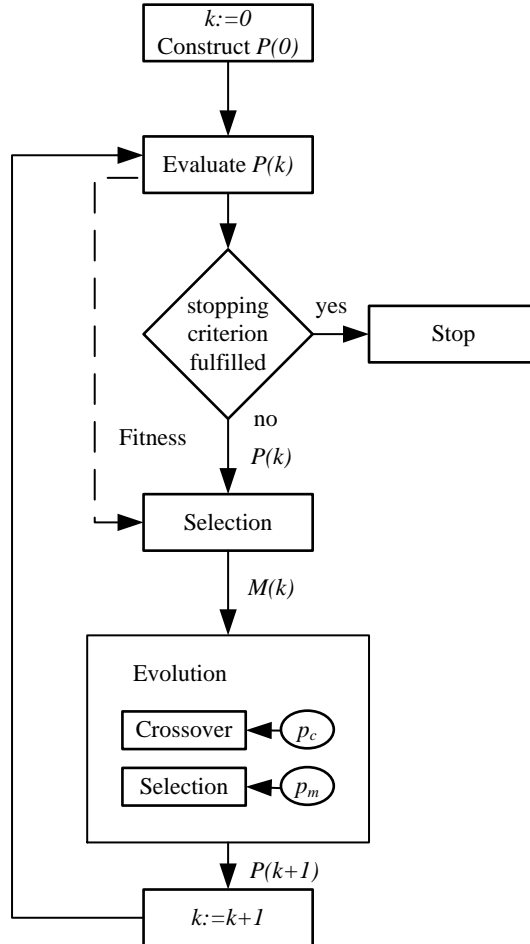 k:=0
Construct P(0)
Evaluate P(k)
stopping
criterion
fulfilled
yes
Stop
no
Fitness
P(k)
Selection
M(k)
Evolution
Crossover
p_c
Selection
p_m
P(k+1)
k:=k+1